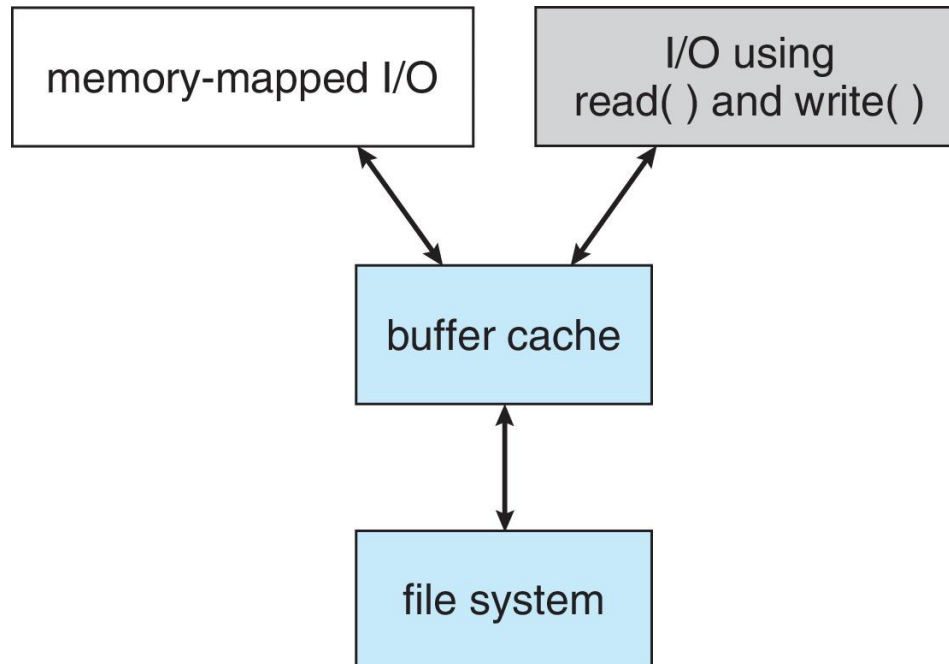 memory-mapped I/O
I/O using
read( ) and write( )
buffer cache
file system